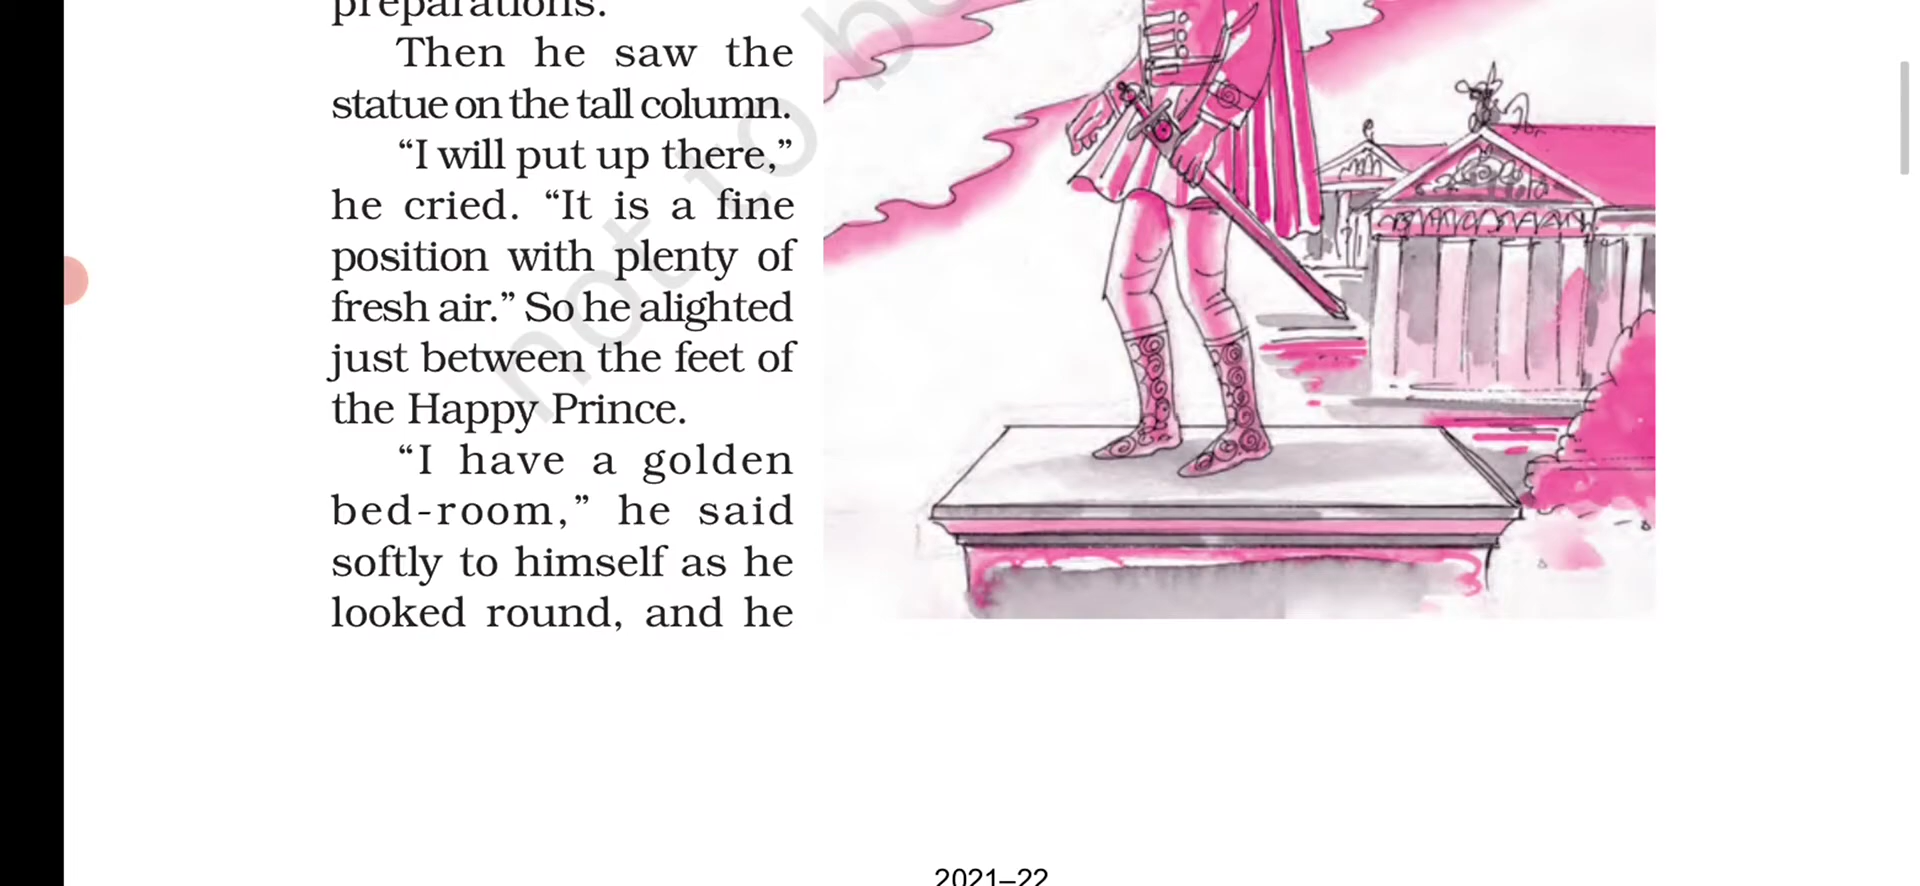 preparations.
Then he saw the
statue on the tall column.
“I will put up there,”
he cried. “It is a fine
position with plenty of
fresh air.” So he alighted
just between the feet of
the Happy Prince.
“I have a golden
bed-room,” he said
softly to himself as he
looked round, and he
not to b
2021–22